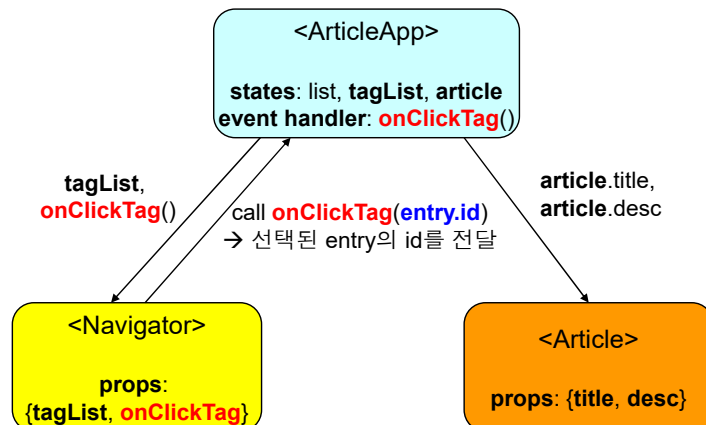 <ArticleApp>
states: list, tagList, article
event handler: onClickTag()
tagList,
onClickTag()
call onClickTag(entry.id)
→ 선택된 entry의 id를 전달
article.title,
article.desc
<Navigator>
props:
{tagList, onClickTag}
<Article>
props: {title, desc}